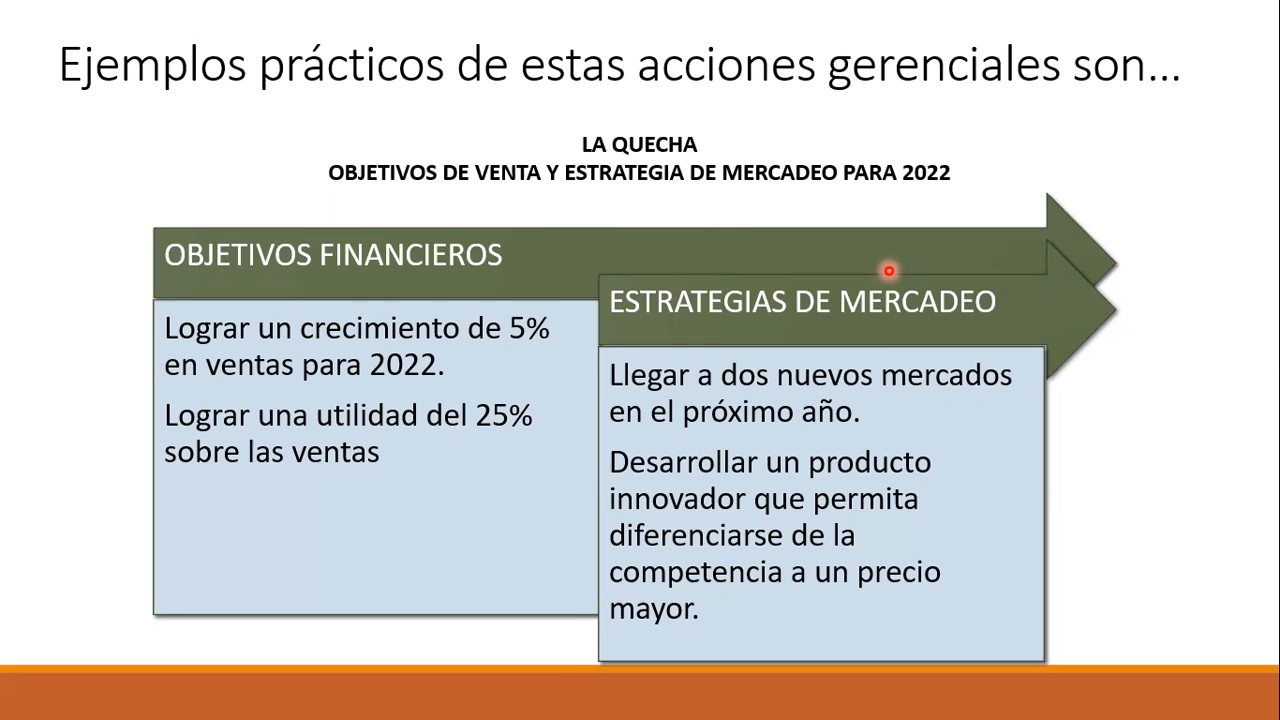 Ejemplos prácticos de estas acciones gerenciales son...
LA QUECHA
OBJETIVOS DE VENTA Y ESTRATEGIA DE MERCADEO PARA 2022
OBJETIVOS FINANCIEROS
Lograr un crecimiento de 5%
en ventas para 2022.
Lograr una utilidad del 25%
sobre las ventas
ESTRATEGIAS DE MERCADEO
Llegar a dos nuevos mercados
en el próximo año.
Desarrollar un producto
innovador que permita
diferenciarse de la
competencia a un precio
mayor.